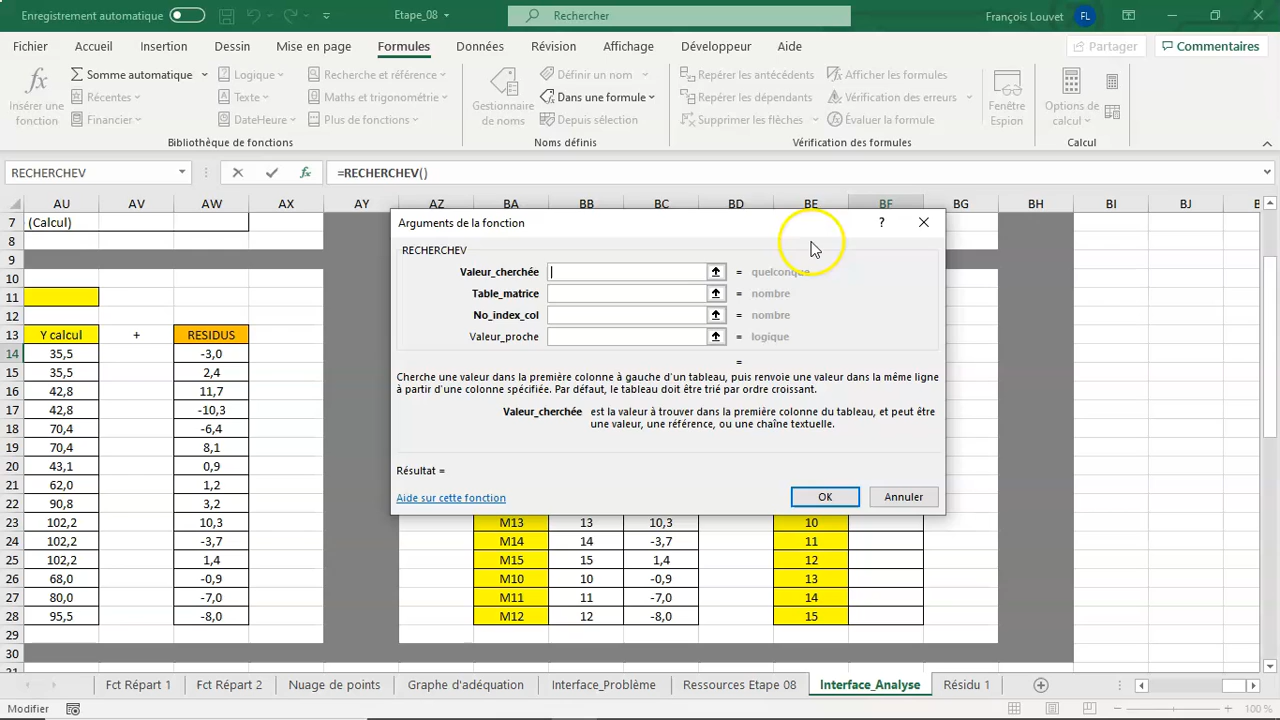 Enregistrement automatique Etape_08 Rechercher François Louvet FL
Fichier Accueil Insertion Dessin Mise en page Formules Données Révision Affichage Développeur Aide Partager Commentaires
Insérer une fonction
Somme automatique Logique Recherche et référence
Récentes Texte Maths et trigonométrie
Financier DateHeure Plus de fonctions
Bibliothèque de fonctions
Gestionnaire de noms
Définir un nom
Dans une formule
Depuis sélection
Noms définis
Repérer les antécédents Afficher les formules
Repérer les dépendants Vérification des erreurs
Supprimer les flèches Évaluer la formule
Vérification des formules
Fenêtre Espion
Options de calcul
Calcul
RECHERCHEV fx =RECHERCHEV()
AU AV AW AX AY AZ BA BB BC BD BE BF BG BH BI BJ
7 (Calcul)
8
9
10
11
12
13 Y calcul + RESIDUS
14 35,5 -3,0
15 35,5 2,4
16 42,8 11,7
17 42,8 -10,3
18 70,4 -6,4
19 70,4 8,1
20 43,1 0,9
21 62,0 1,2
22 90,8 3,2
23 102,2 10,3 M13 13 10,3 10
24 102,2 -3,7 M14 14 -3,7 11
25 102,2 1,4 M15 15 1,4 12
26 68,0 -0,9 M10 10 -0,9 13
27 80,0 -7,0 M11 11 -7,0 14
28 95,5 -8,0 M12 12 -8,0 15
29
30
Arguments de la fonction ?
RECHERCHEV
Valeur_cherchée = quelconque
Table_matrice = nombre
No_index_col = nombre
Valeur_proche = logique
=
Cherche une valeur dans la première colonne à gauche d'un tableau, puis renvoie une valeur dans la même ligne
à partir d'une colonne spécifiée. Par défaut, le tableau doit être trié par ordre croissant.
Valeur_cherchée est la valeur à trouver dans la première colonne du tableau, et peut être
une valeur, une référence, ou une chaîne textuelle.
Résultat =
Aide sur cette fonction OK Annuler
Fct Répart 1 Fct Répart 2 Nuage de points Graphe d'adéquation Interface_Problème Ressources Etape 08 Interface_Analyse Résidu 1
Modifier 100 %